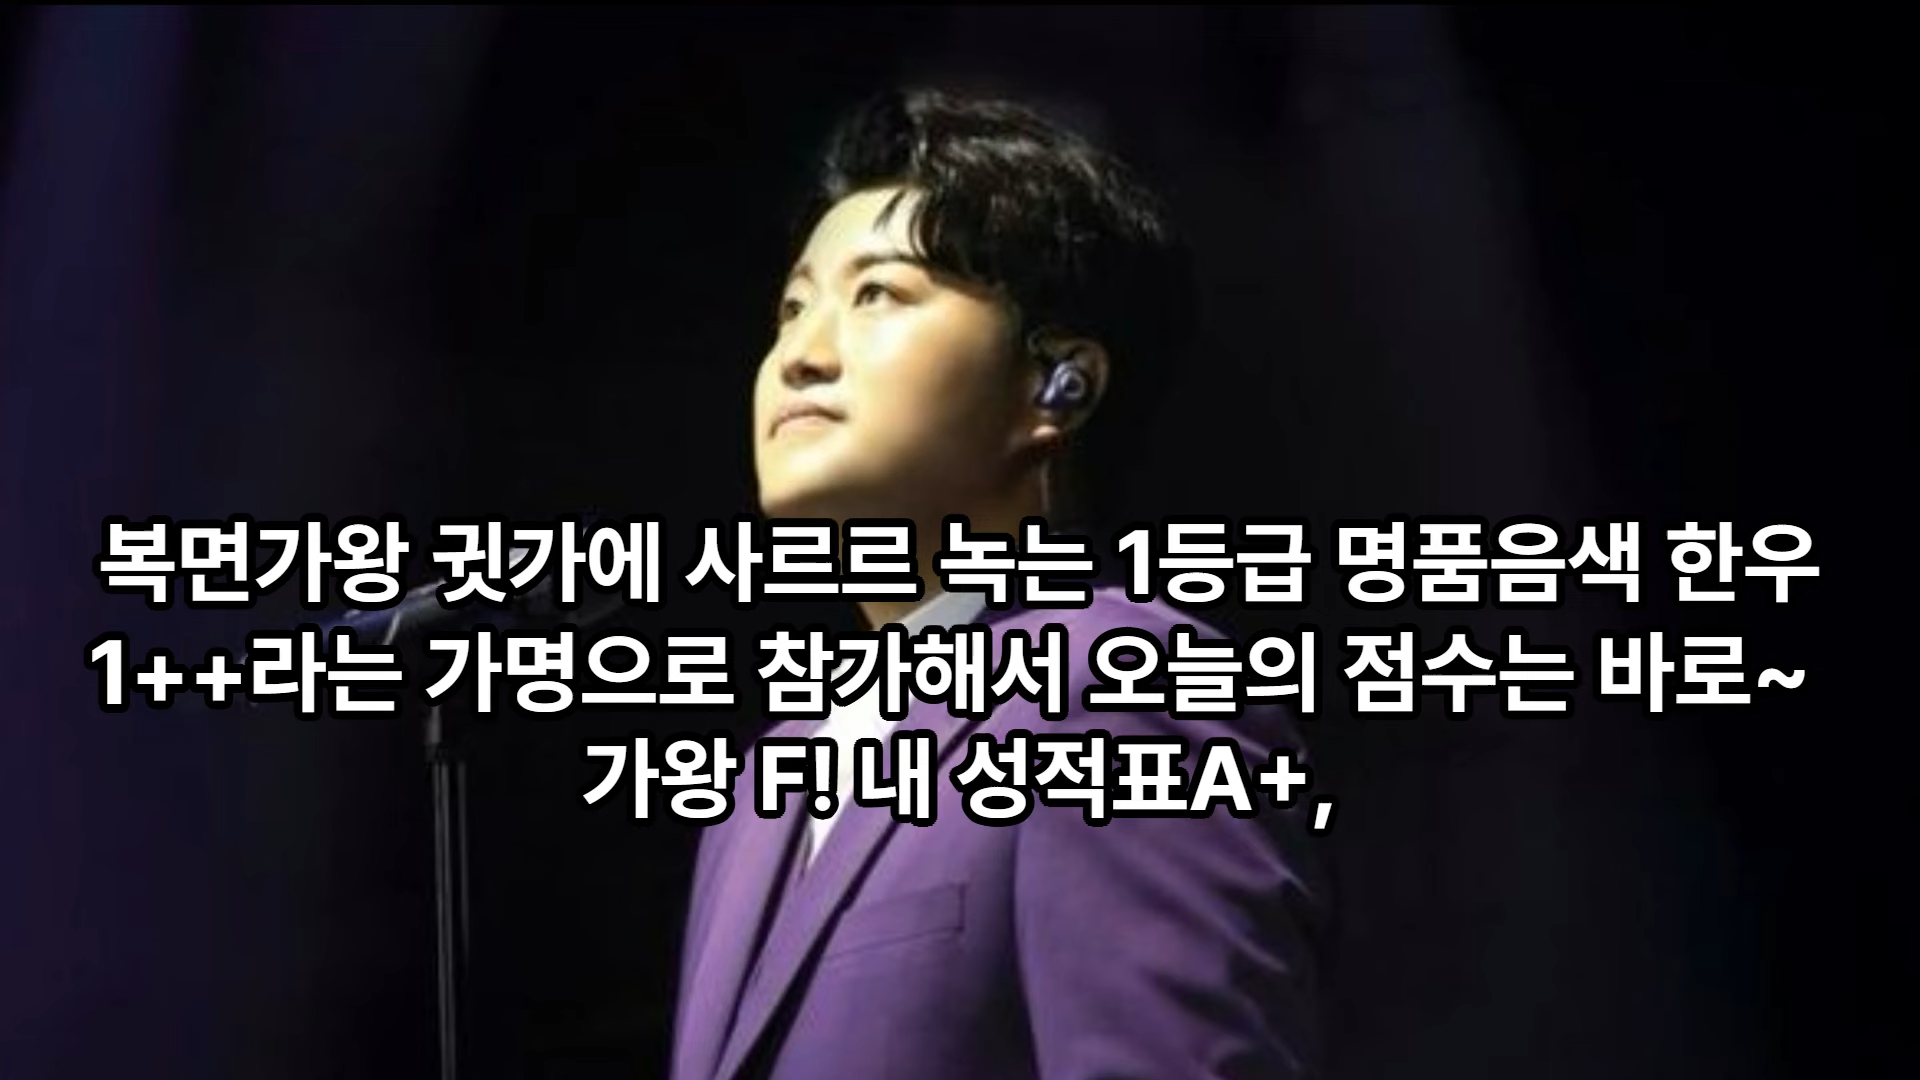 복면가왕 귓가에 사르르 녹는 1등급 명품음색 한우
1++라는 가명으로 참가해서 오늘의 점수는 바로~
가왕 F! 내 성적표A+,